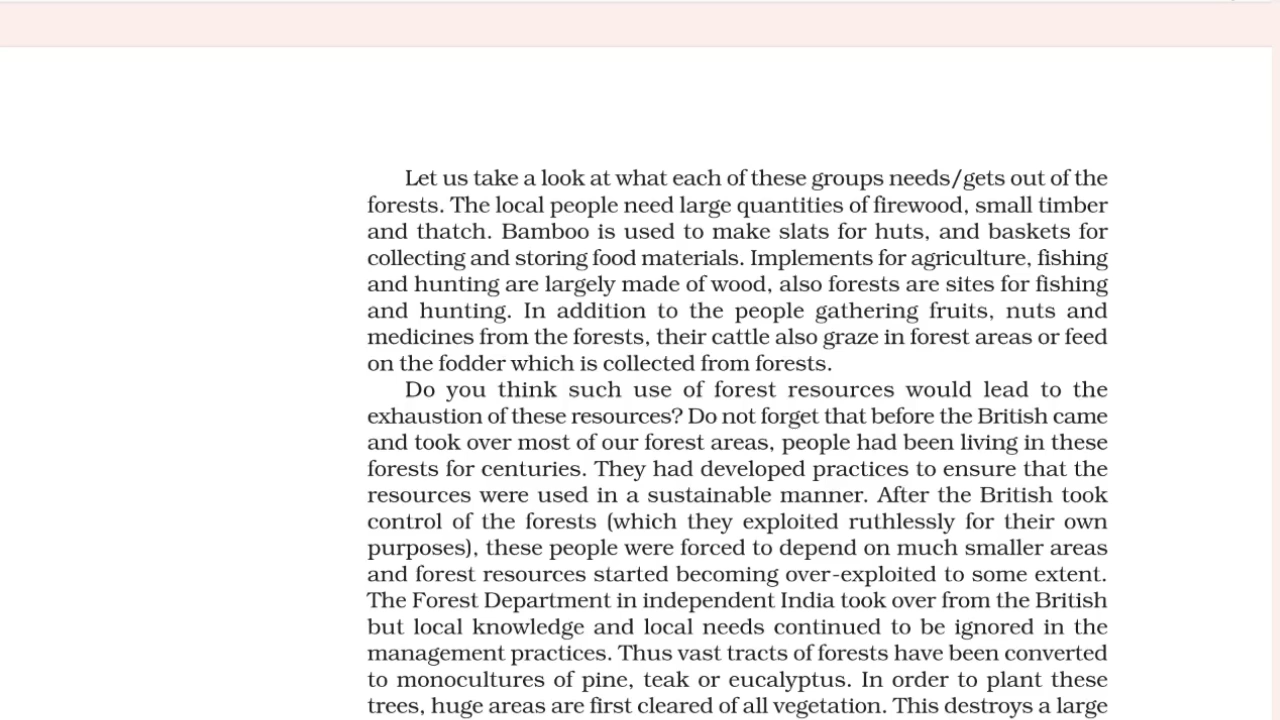 Let us take a look at what each of these groups needs/gets out of the
forests. The local people need large quantities of firewood, small timber
and thatch. Bamboo is used to make slats for huts, and baskets for
collecting and storing food materials. Implements for agriculture, fishing
and hunting are largely made of wood, also forests are sites for fishing
and hunting. In addition to the people gathering fruits, nuts and
medicines from the forests, their cattle also graze in forest areas or feed
on the fodder which is collected from forests.
Do you think such use of forest resources would lead to the
exhaustion of these resources? Do not forget that before the British came
and took over most of our forest areas, people had been living in these
forests for centuries. They had developed practices to ensure that the
resources were used in a sustainable manner. After the British took
control of the forests (which they exploited ruthlessly for their own
purposes), these people were forced to depend on much smaller areas
and forest resources started becoming over-exploited to some extent.
The Forest Department in independent India took over from the British
but local knowledge and local needs continued to be ignored in the
management practices. Thus vast tracts of forests have been converted
to monocultures of pine, teak or eucalyptus. In order to plant these
trees, huge areas are first cleared of all vegetation. This destroys a large